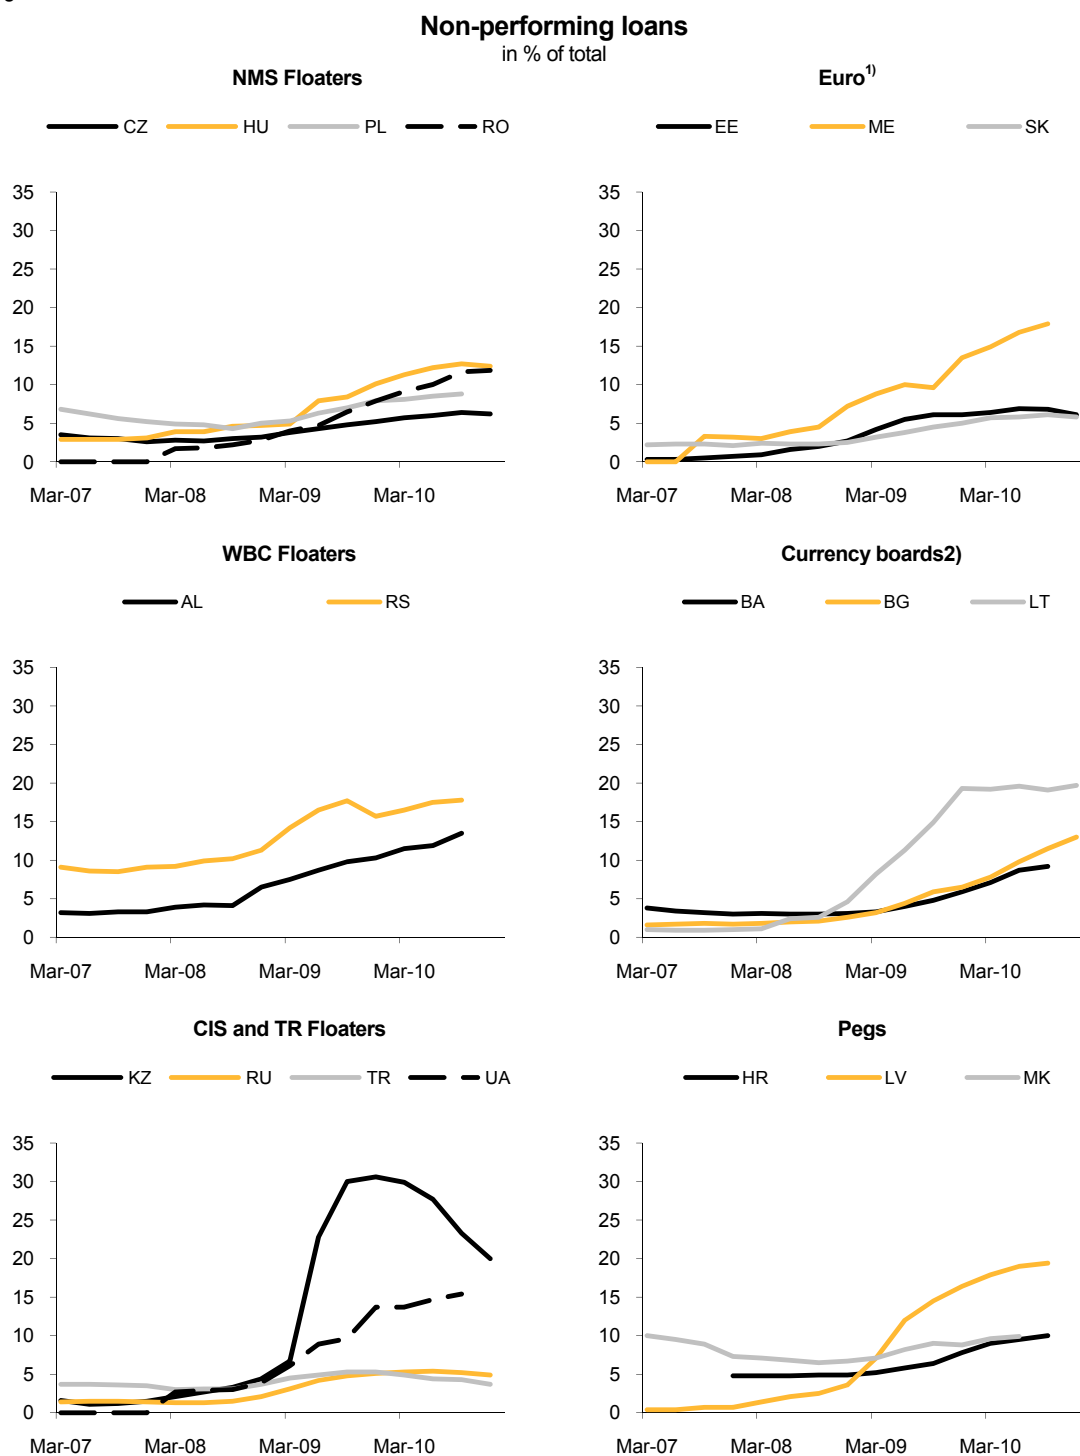 Non-performing loans
in % of total
NMS Floaters
CZ HU PL RO
35
30
25
20
15
10
5
0
Mar-07 Mar-08 Mar-09 Mar-10
Euro1)
EE ME SK
35
30
25
20
15
10
5
0
Mar-07 Mar-08 Mar-09 Mar-10
WBC Floaters
AL RS
35
30
25
20
15
10
5
0
Mar-07 Mar-08 Mar-09 Mar-10
Currency boards2)
BA BG LT
35
30
25
20
15
10
5
0
Mar-07 Mar-08 Mar-09 Mar-10
CIS and TR Floaters
KZ RU TR UA
35
30
25
20
15
10
5
0
Mar-07 Mar-08 Mar-09 Mar-10
Pegs
HR LV MK
35
30
25
20
15
10
5
0
Mar-07 Mar-08 Mar-09 Mar-10